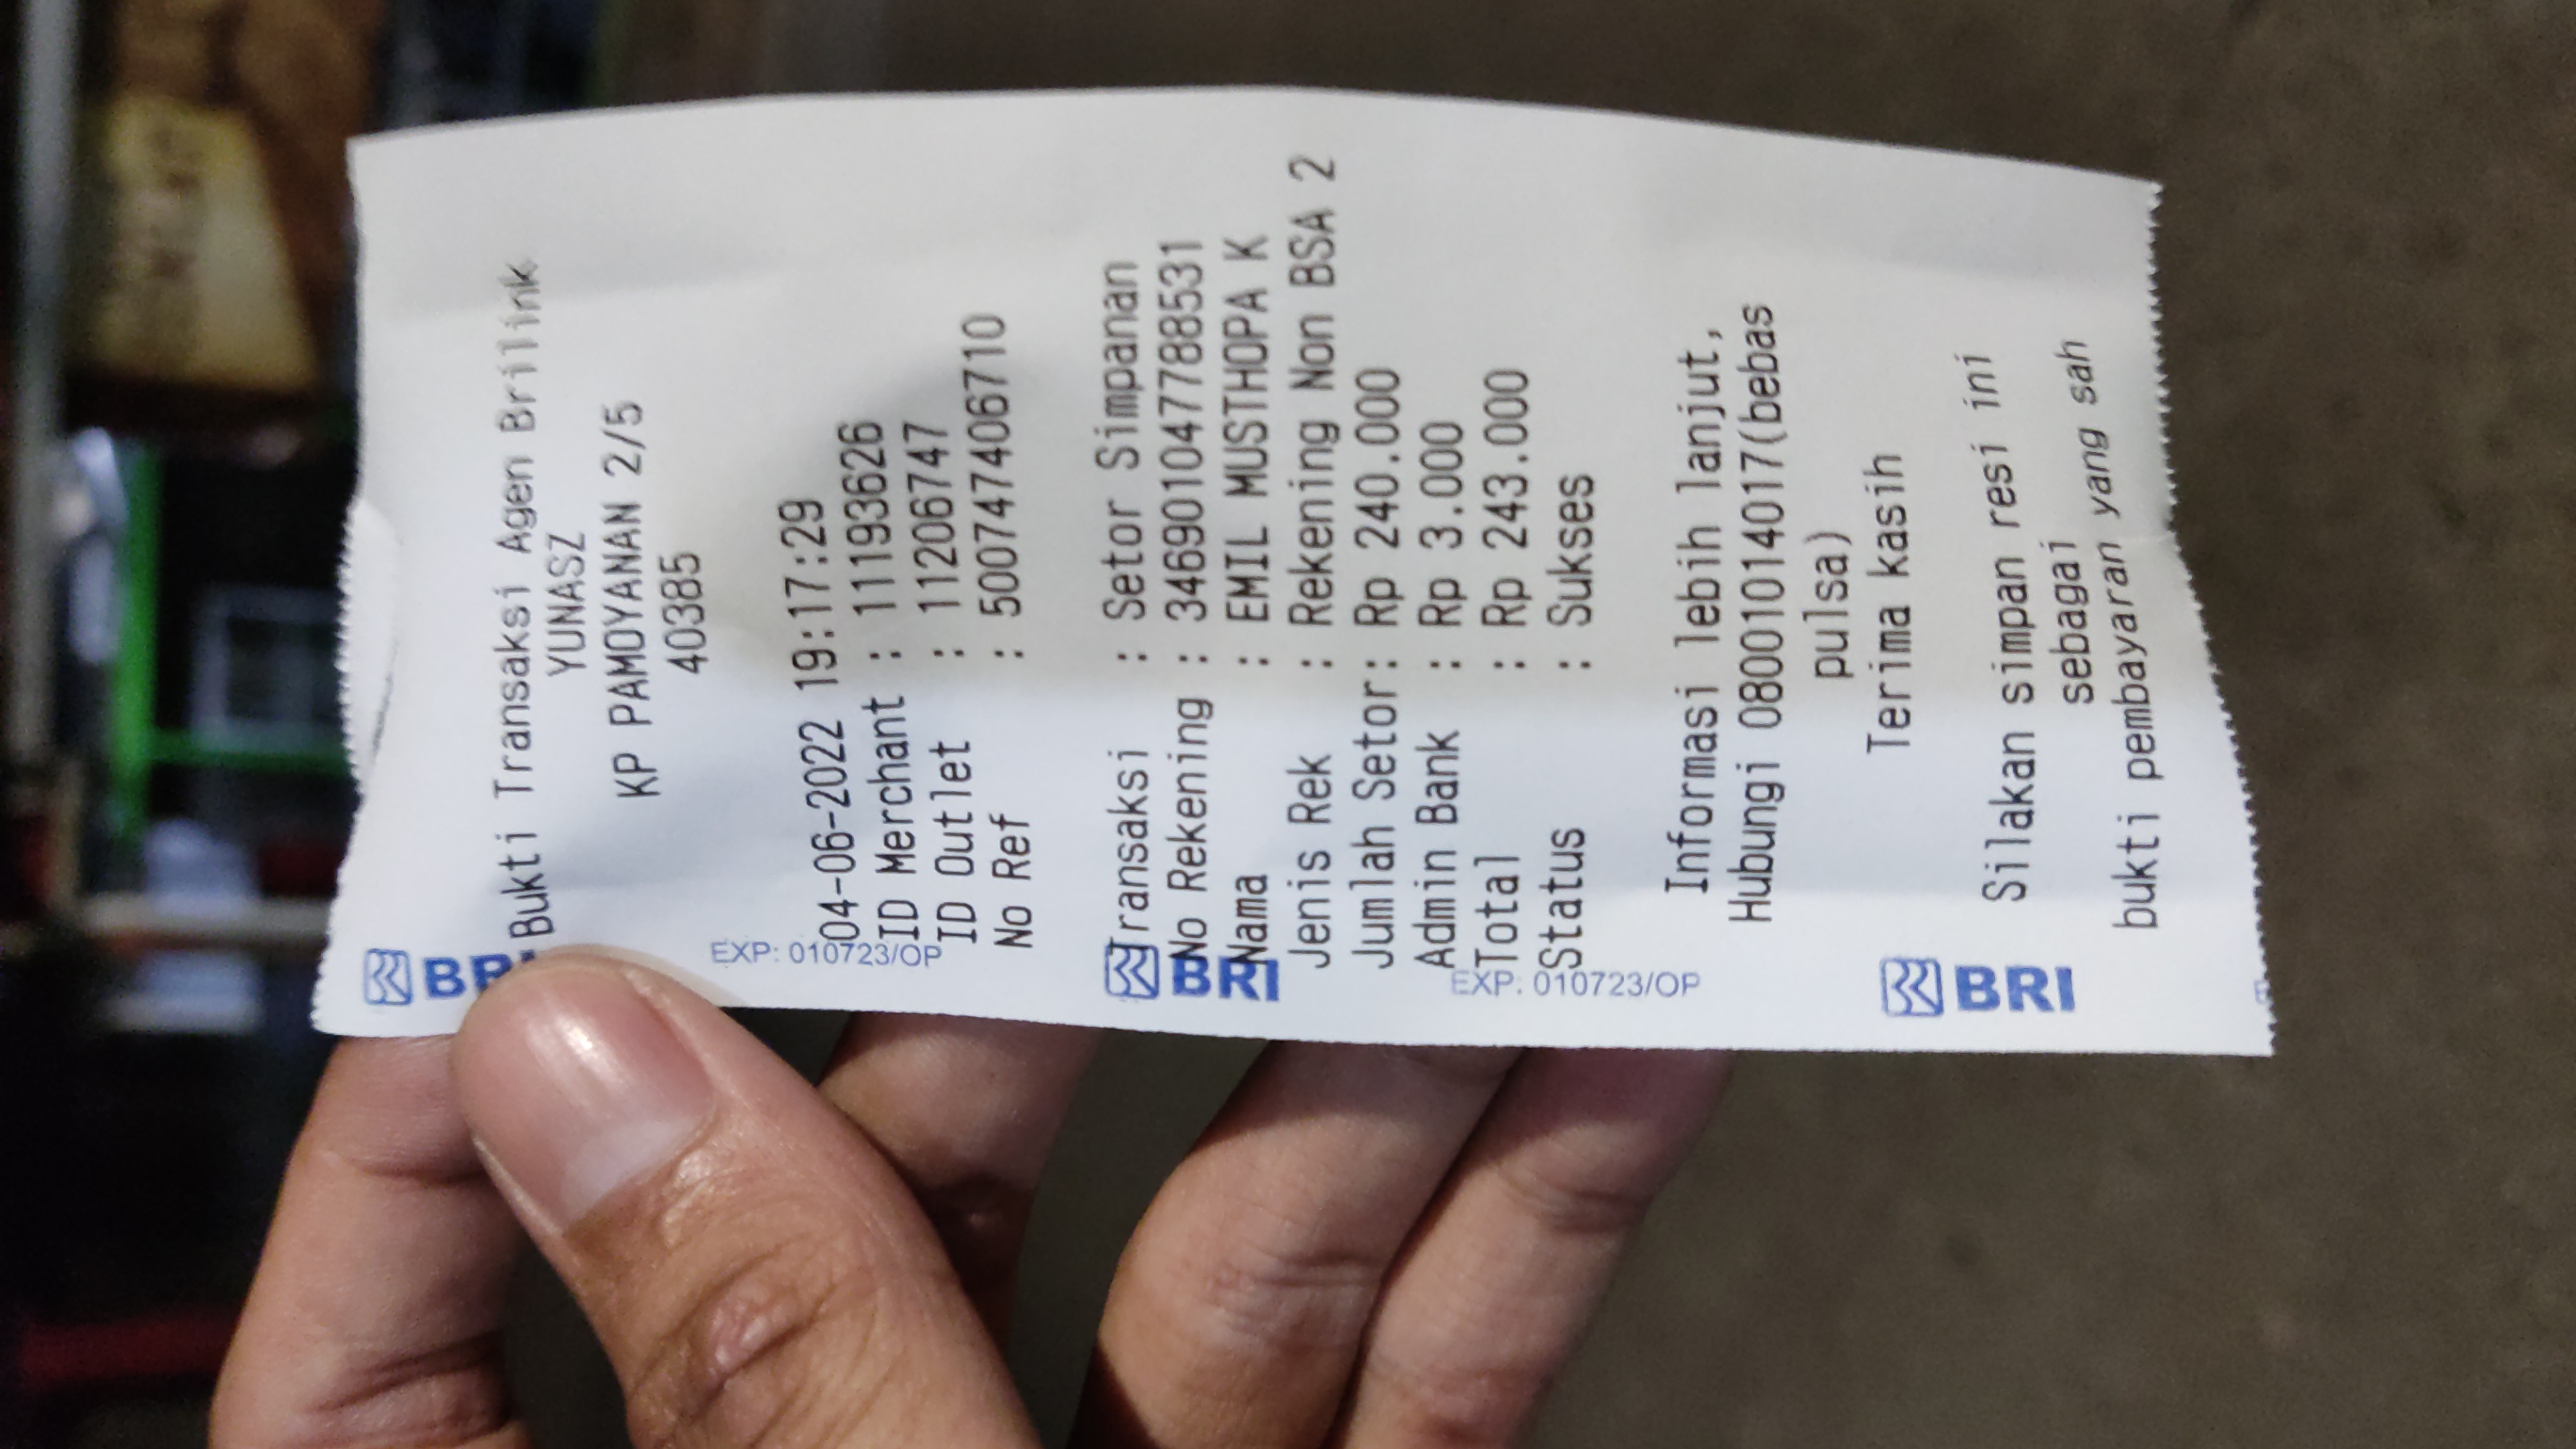 Bukti Transaksi Agen Brilink
YUNASZ
KP PAMOYANAN 2/5
40385
04-06-2022 19:17:29
ID Merchant : 11193626
ID Outlet : 11206747
No Ref : 500747406710
Transaksi : Setor Simpanan
No Rekening : 346901047788531
Nama : EMIL MUSTHOPA K
Jenis Rek : Rekening Non BSA 2
Jumlah Setor: Rp 240.000
Admin Bank : Rp 3.000
Total : Rp 243.000
Status : Sukses
Informasi lebih lanjut,
Hubungi 08001014017(bebas
pulsa)
Terima kasih
Silakan simpan resi ini
sebagai
bukti pembayaran yang sah
BRI
EXP: 010723/OP
BRI
EXP: 010723/OP
BRI